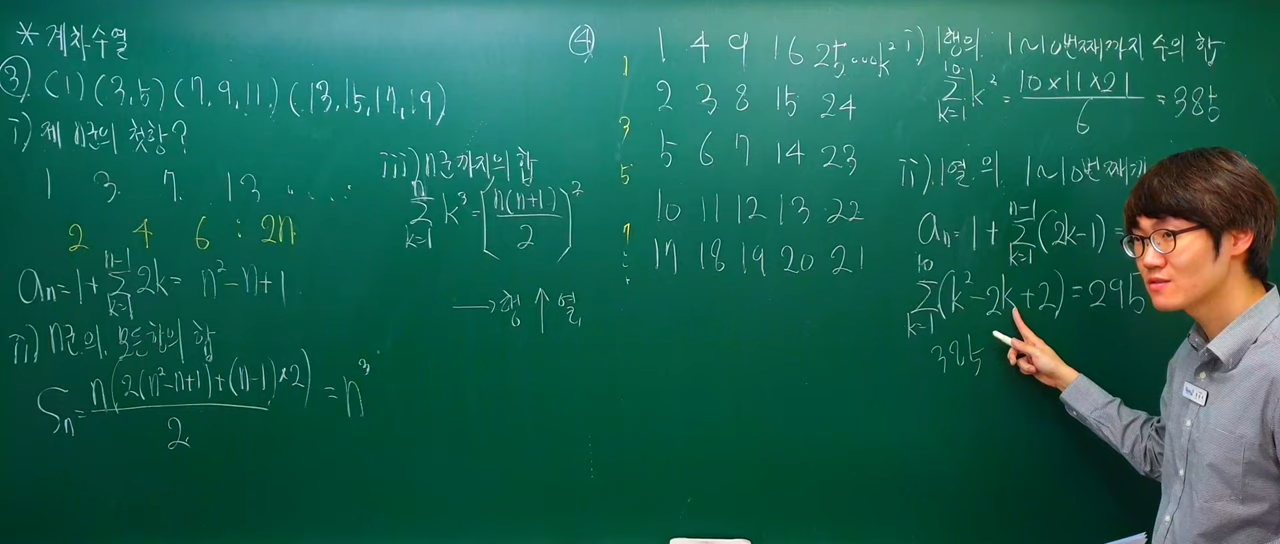 * 계차수열
③ (1) (3,5) (7,9,11) (13,15,17,19)
i) 제 n군의 첫항?
1 3 7 13 ......
2 4 6 : 2n
aₙ = 1 + Σ(k=1, n-1) 2k = n² - n + 1
ii) n군의 모든항의 합
Sₙ = n(2(n²-n+1)+(n-1)×2) / 2 = n³
iii) n군까지의 합
Σ(k=1, n) k³ = (n(n+1)/2)²
→ 행 ↑ 열
④
1 4 9 16 25 ... k²
1
2 3 8 15 24
3
5 6 7 14 23
5
10 11 12 13 22
7
17 18 19 20 21
i) 1행의 1~10번째까지 수의 합
Σ(k=1, 10) k² = 10×11×21 / 6 = 385
ii) 1열의 1~10번째까
aₙ = 1 + Σ(k=1, n-1) (2k-1) =
Σ(k=1, 10) (k² - 2k + 2) = 295
385